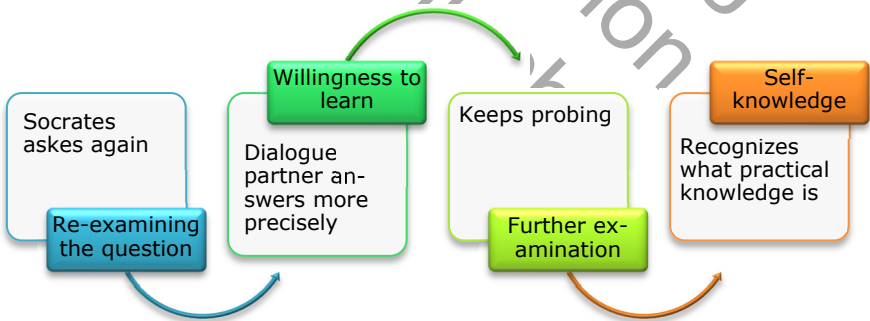 Socrates
askes again
Re-examining
the question
Willingness to
learn
Dialogue
partner an-
swers more
precisely
Keeps probing
Further ex-
amination
Self-
knowledge
Recognizes
what practical
knowledge is